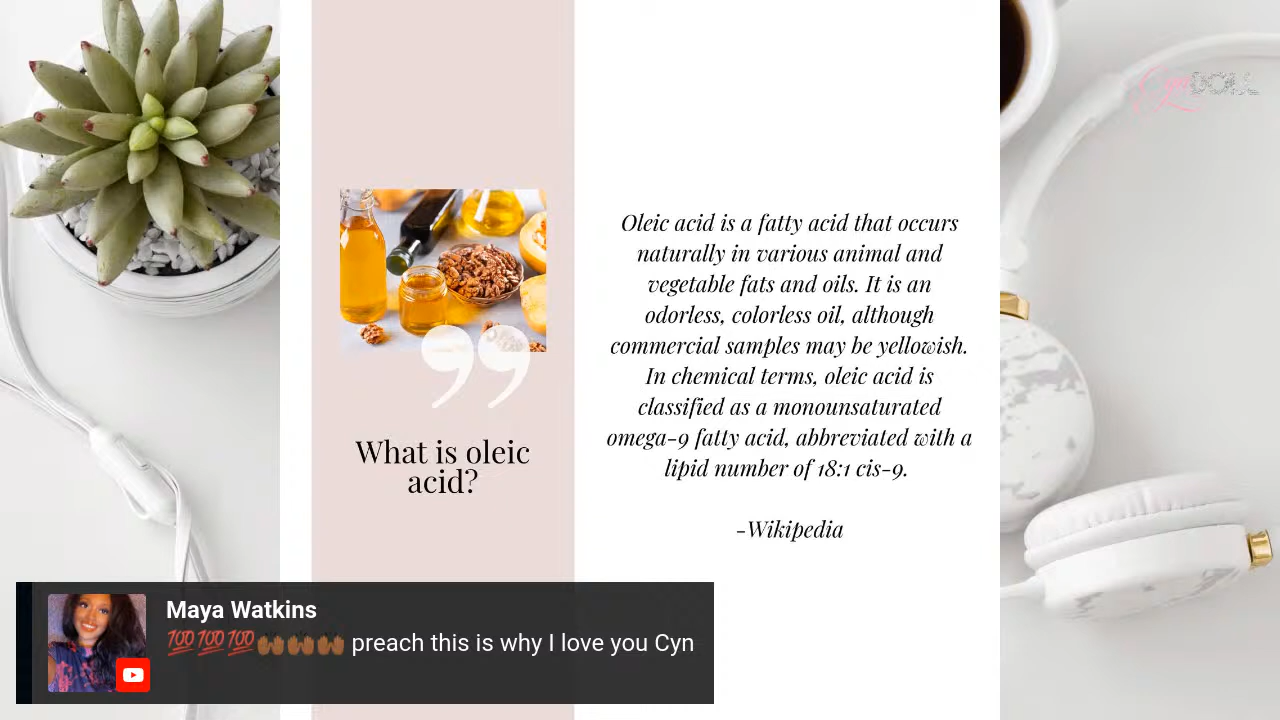 CynDOLL
What is oleic
acid?
Oleic acid is a fatty acid that occurs
naturally in various animal and
vegetable fats and oils. It is an
odorless, colorless oil, although
commercial samples may be yellowish.
In chemical terms, oleic acid is
classified as a monounsaturated
omega-9 fatty acid, abbreviated with a
lipid number of 18:1 cis-9.
-Wikipedia
Maya Watkins
💯💯💯🙌🏾🙌🏾🙌🏾 preach this is why I love you Cyn